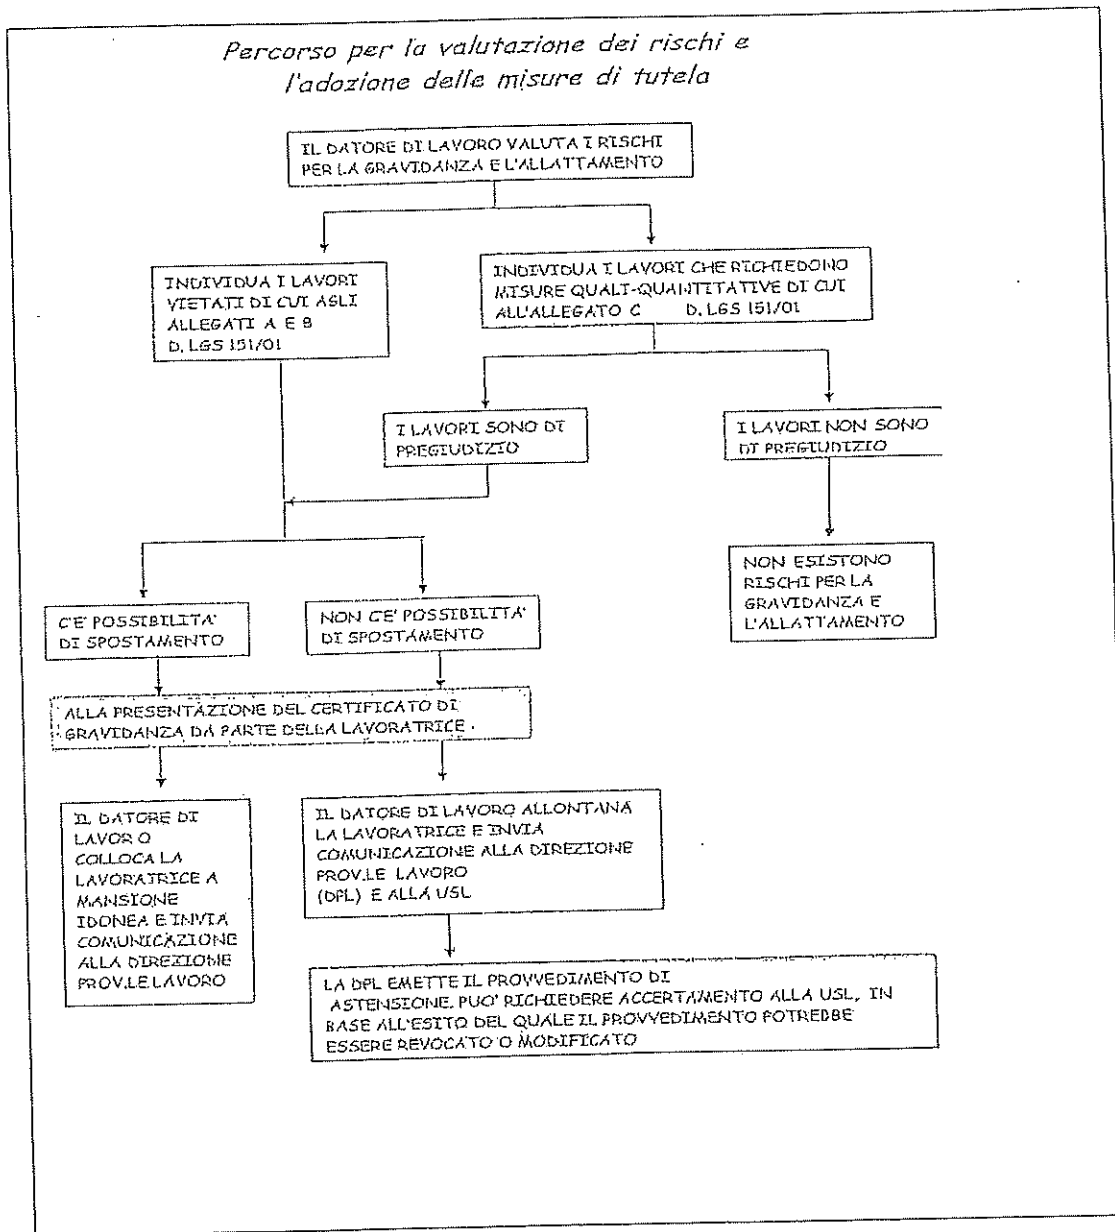 Percorso per la valutazione dei rischi e
l'adozione delle misure di tutela
IL DATORE DI LAVORO VALUTA I RISCHI
PER LA GRAVIDANZA E L'ALLATTAMENTO
INDIVIDUA I LAVORI
VIETATI DI CUI AGLI
ALLEGATI A E B
D. LGS 151/01
INDIVIDUA I LAVORI CHE RICHIEDONO
MISURE QUALI-QUANTITATIVE DI CUI
ALL'ALLEGATO C D. LGS 151/01
I LAVORI SONO DI
PREGIUDIZIO
I LAVORI NON SONO
DI PREGIUDIZIO
NON ESISTONO
RISCHI PER LA
GRAVIDANZA E
L'ALLATTAMENTO
C'E' POSSIBILITA'
DI SPOSTAMENTO
NON C'E' POSSIBILITA'
DI SPOSTAMENTO
ALLA PRESENTAZIONE DEL CERTIFICATO DI
GRAVIDANZA DA PARTE DELLA LAVORATRICE.
IL DATORE DI
LAVORO
COLLOCA LA
LAVORATRICE A
MANSIONE
IDONEA E INVIA
COMUNICAZIONE
ALLA DIREZIONE
PROV.LE LAVORO
IL DATORE DI LAVORO ALLONTANA
LA LAVORATRICE E INVIA
COMUNICAZIONE ALLA DIREZIONE
PROV.LE LAVORO
(DPL) E ALLA USL
LA DPL EMETTE IL PROVVEDIMENTO DI
ASTENSIONE. PUO' RICHIEDERE ACCERTAMENTO ALLA USL, IN
BASE ALL'ESITO DEL QUALE IL PROVVEDIMENTO POTREBBE
ESSERE REVOCATO O MODIFICATO